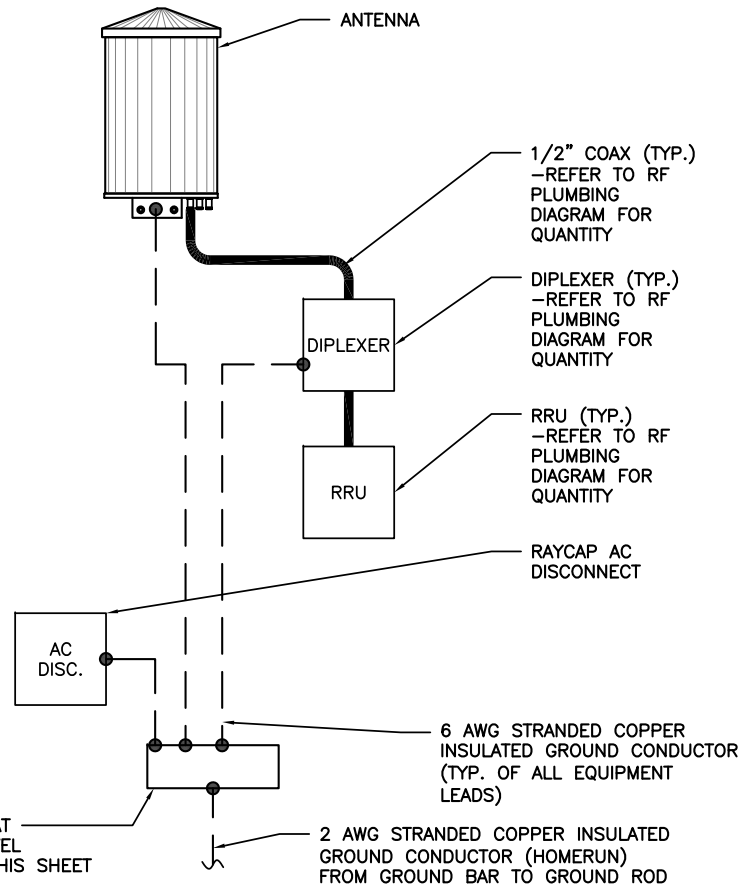 ANTENNA
1/2" COAX (TYP.)
-REFER TO RF
PLUMBING
DIAGRAM FOR
QUANTITY
DIPLEXER (TYP.)
-REFER TO RF
PLUMBING
DIAGRAM FOR
QUANTITY
DIPLEXER
RRU (TYP.)
-REFER TO RF
PLUMBING
DIAGRAM FOR
QUANTITY
RRU
RAYCAP AC
DISCONNECT
AC
DISC.
6 AWG STRANDED COPPER
INSULATED GROUND CONDUCTOR
(TYP. OF ALL EQUIPMENT
LEADS)
2 AWG STRANDED COPPER INSULATED
GROUND CONDUCTOR (HOMERUN)
FROM GROUND BAR TO GROUND ROD
SHEET